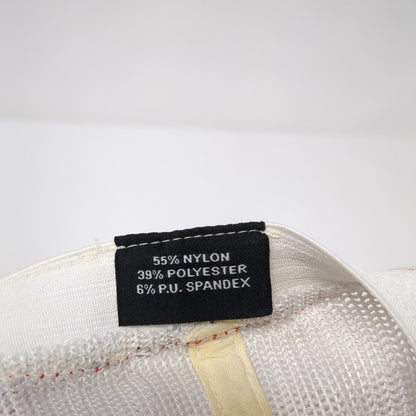 55% NYLON
39% POLYESTER
6% P.U. SPANDEX